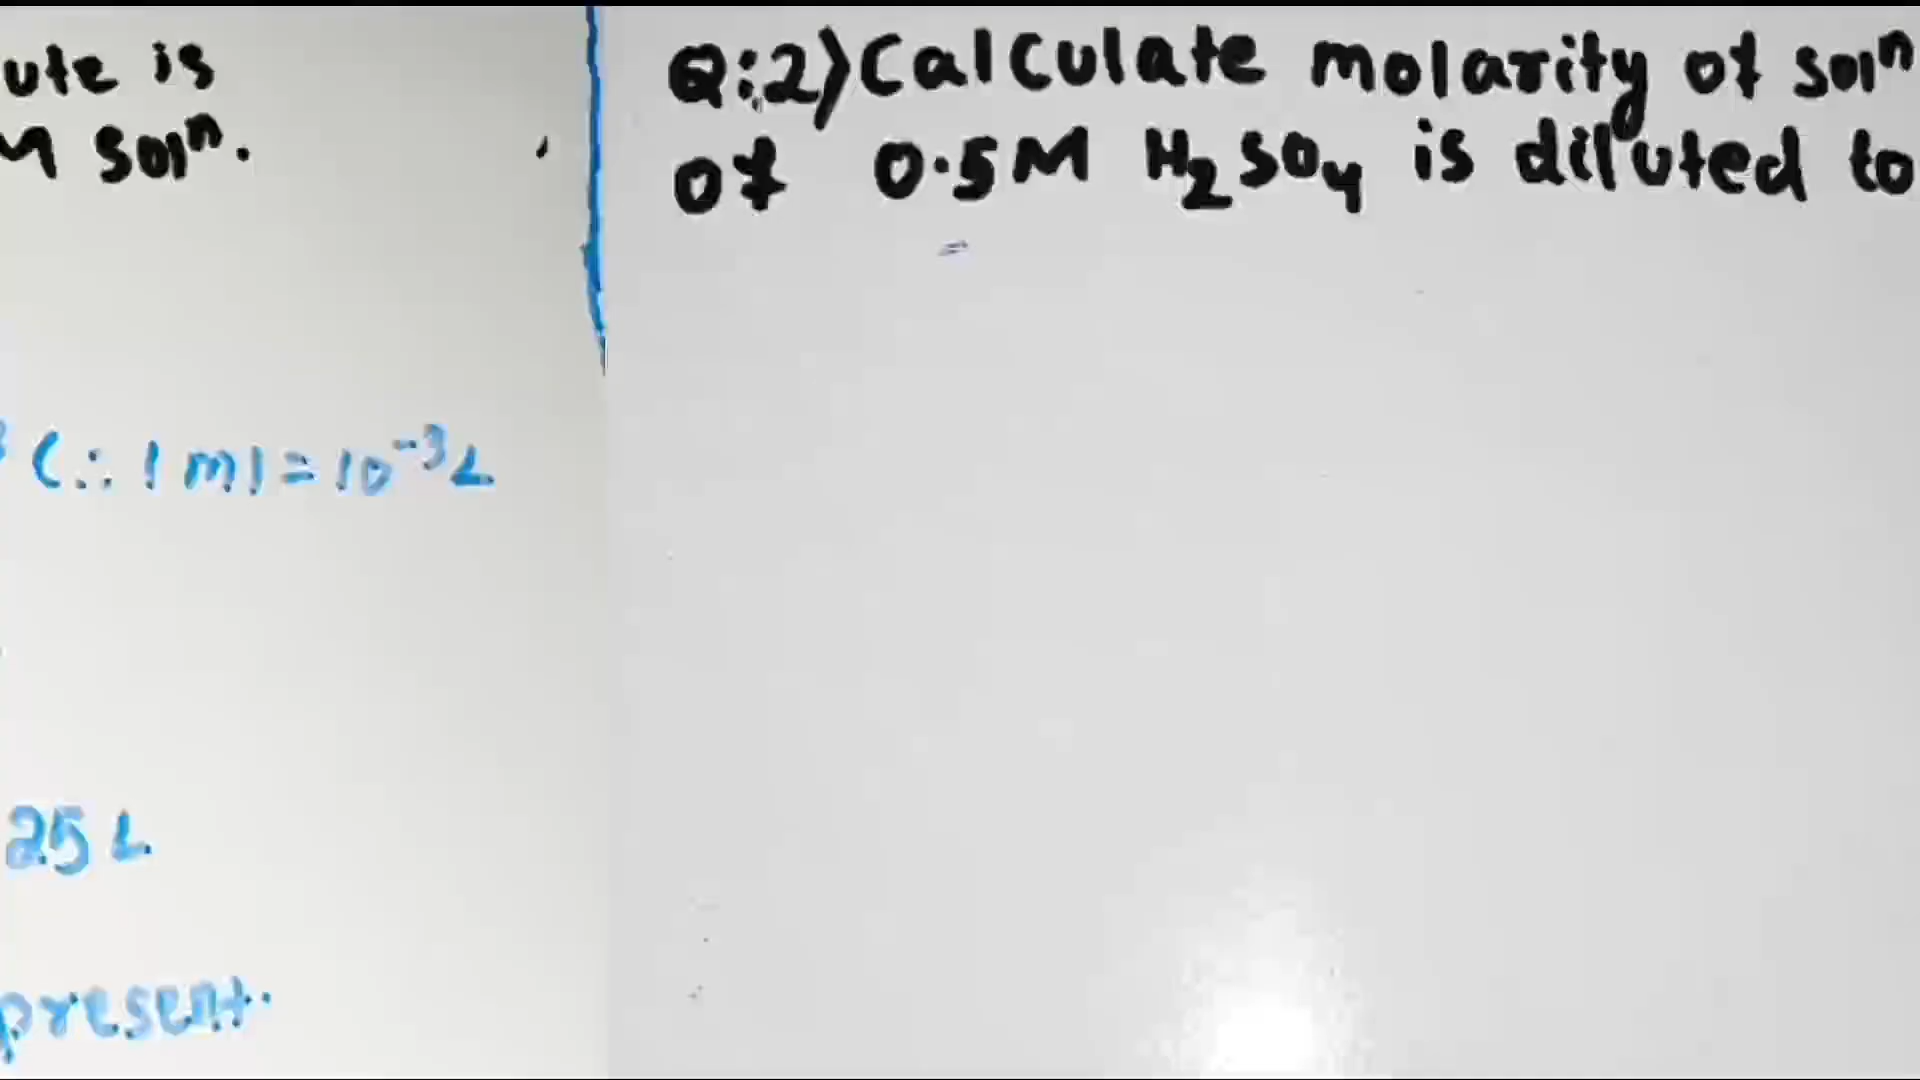 ute is
M soln.
Q:2) Calculate molarity of soln
of 0.5M H2SO4 is diluted to
(∴ 1 ml = 10-3L
25 L
present.